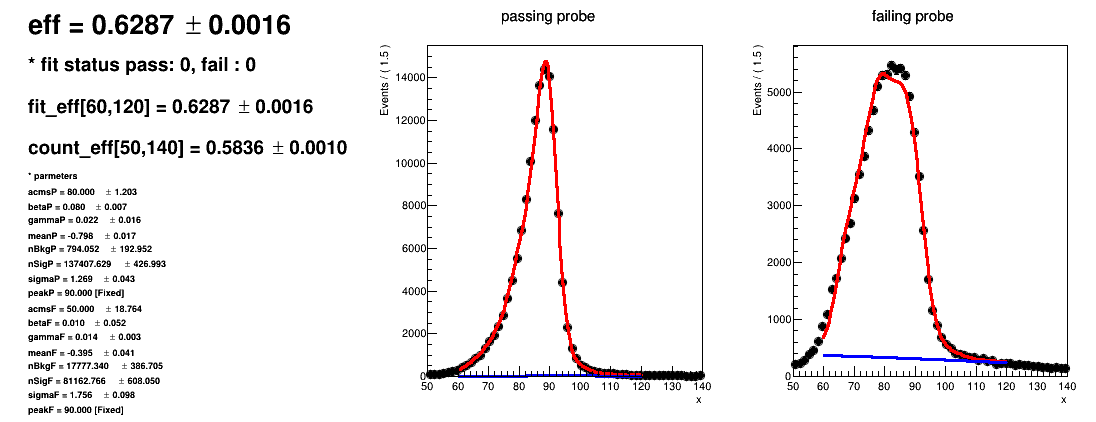 eff = 0.6287 ± 0.0016
* fit status pass: 0, fail : 0
fit_eff[60,120] = 0.6287 ± 0.0016
count_eff[50,140] = 0.5836 ± 0.0010
* parmeters
acmsP = 80.000 ± 1.203
betaP = 0.080 ± 0.007
gammaP = 0.022 ± 0.016
meanP = -0.798 ± 0.017
nBkgP = 794.052 ± 192.952
nSigP = 137407.629 ± 426.993
sigmaP = 1.269 ± 0.043
peakP = 90.000 [Fixed]
acmsF = 50.000 ± 18.764
betaF = 0.010 ± 0.052
gammaF = 0.014 ± 0.003
meanF = -0.395 ± 0.041
nBkgF = 17777.340 ± 386.705
nSigF = 81162.766 ± 608.050
sigmaF = 1.756 ± 0.098
peakF = 90.000 [Fixed]
passing probe
Events / ( 1.5 )
14000
12000
10000
8000
6000
4000
2000
0
50 60 70 80 90 100 110 120 130 140
x
failing probe
Events / ( 1.5 )
5000
4000
3000
2000
1000
0
50 60 70 80 90 100 110 120 130 140
x